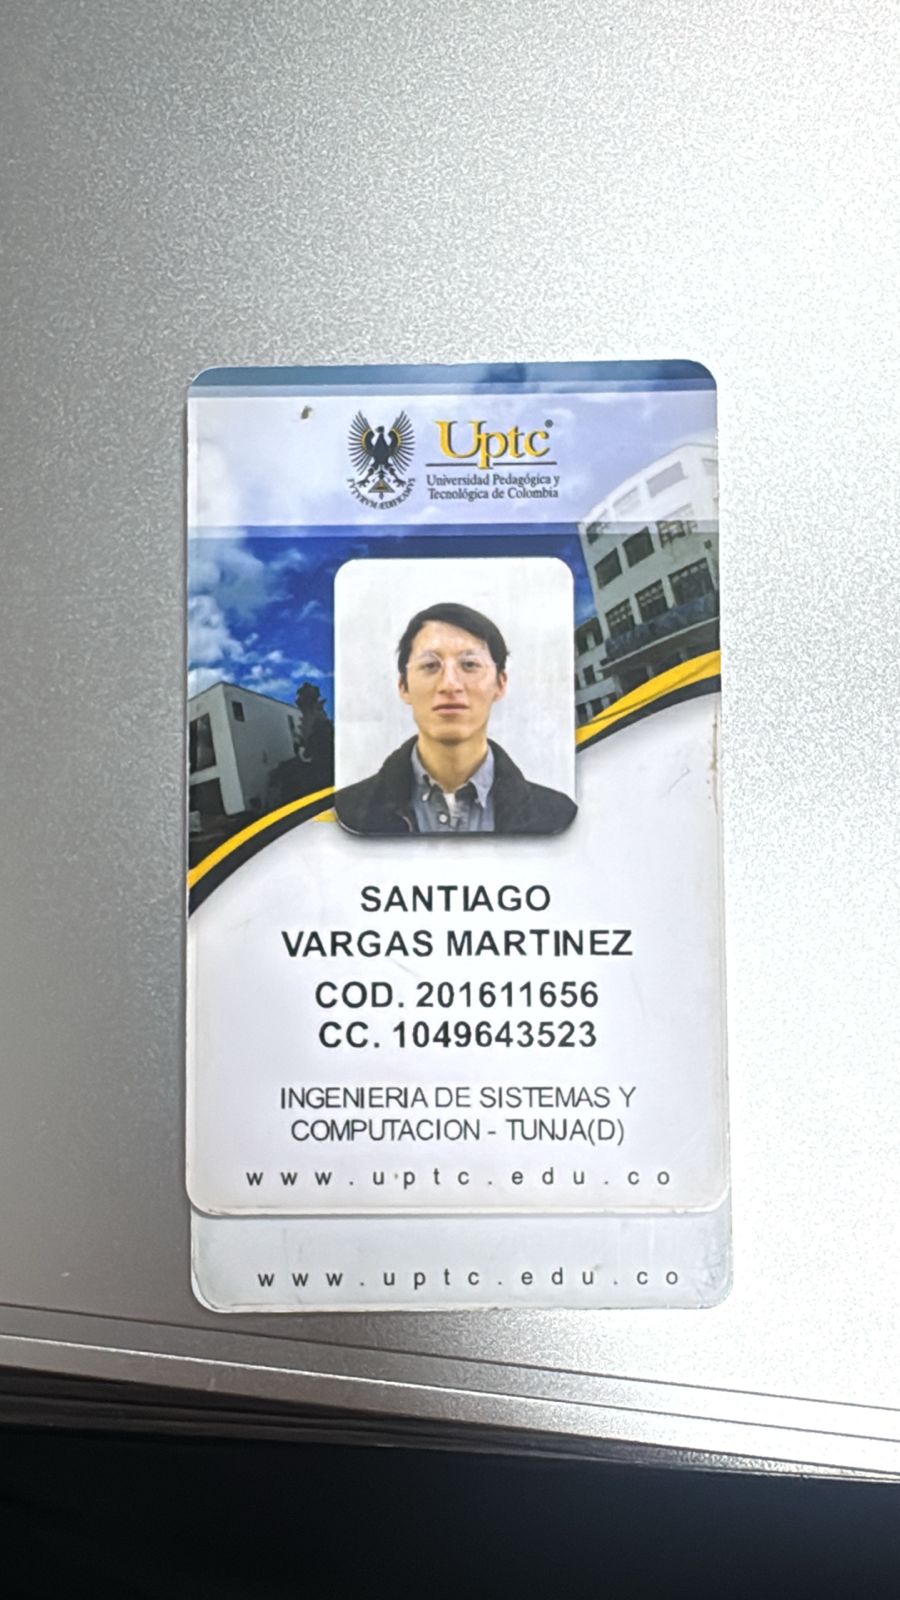 Uptc®
Universidad Pedagógica y
Tecnológica de Colombia
SANTIAGO
VARGAS MARTINEZ
COD. 201611656
CC. 1049643523
INGENIERIA DE SISTEMAS Y
COMPUTACION - TUNJA(D)
www.uptc.edu.co
www.uptc.edu.co